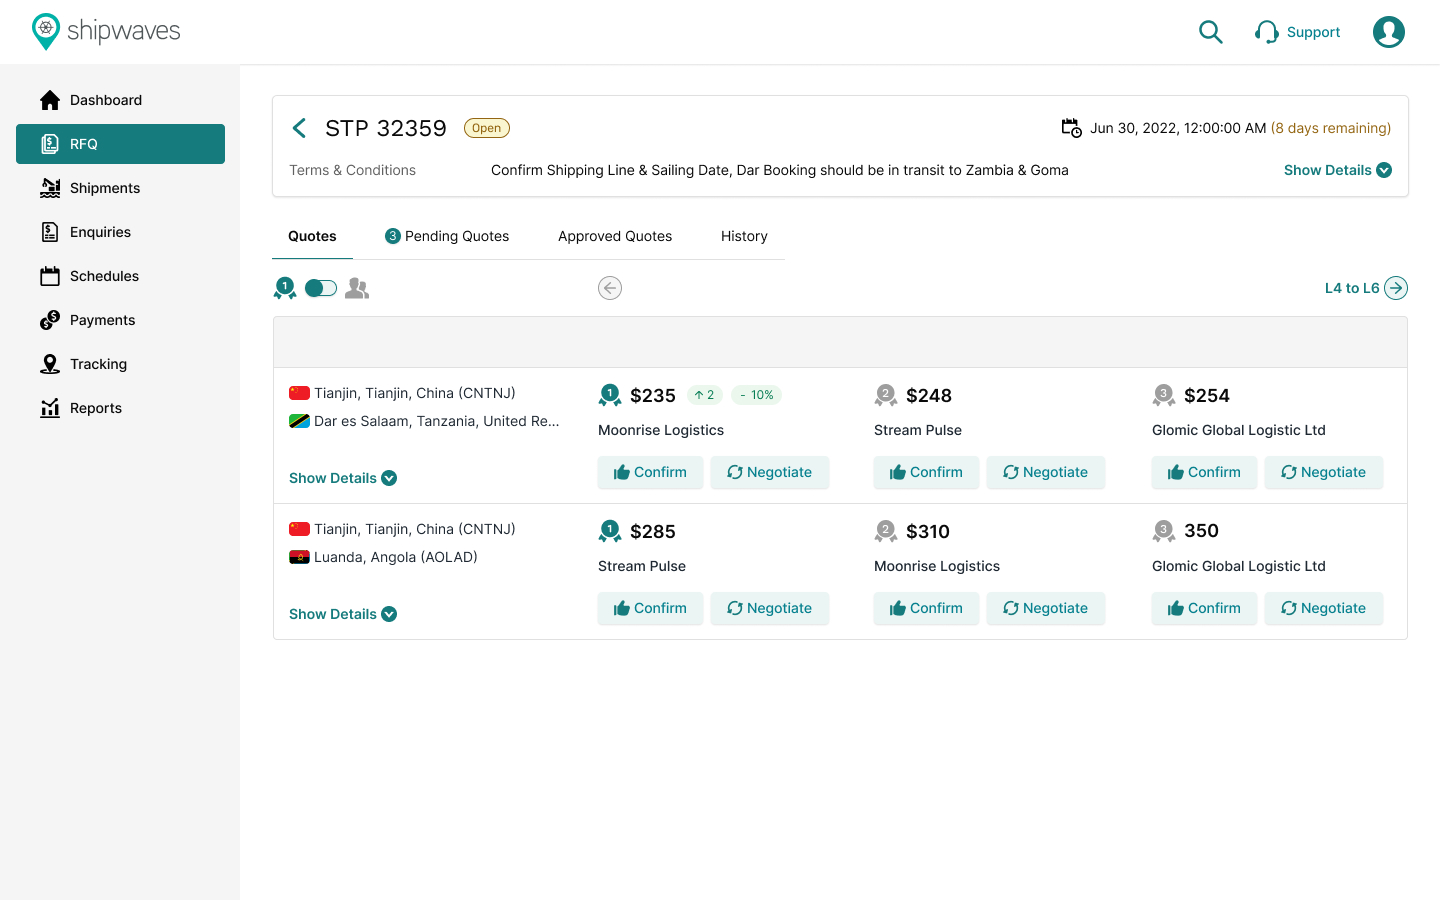 shipwaves
Support
Dashboard
RFQ
Shipments
Enquiries
Schedules
Payments
Tracking
Reports
STP 32359 Open
Jun 30, 2022, 12:00:00 AM (8 days remaining)
Terms & Conditions Confirm Shipping Line & Sailing Date, Dar Booking should be in transit to Zambia & Goma Show Details
Quotes 3 Pending Quotes Approved Quotes History
1 L4 to L6
Tianjin, Tianjin, China (CNTNJ)
Dar es Salaam, Tanzania, United Re...
Show Details
1 $235 ↑ 2 - 10%
Moonrise Logistics
Confirm Negotiate
2 $248
Stream Pulse
Confirm Negotiate
3 $254
Glomic Global Logistic Ltd
Confirm Negotiate
Tianjin, Tianjin, China (CNTNJ)
Luanda, Angola (AOLAD)
Show Details
1 $285
Stream Pulse
Confirm Negotiate
2 $310
Moonrise Logistics
Confirm Negotiate
3 350
Glomic Global Logistic Ltd
Confirm Negotiate